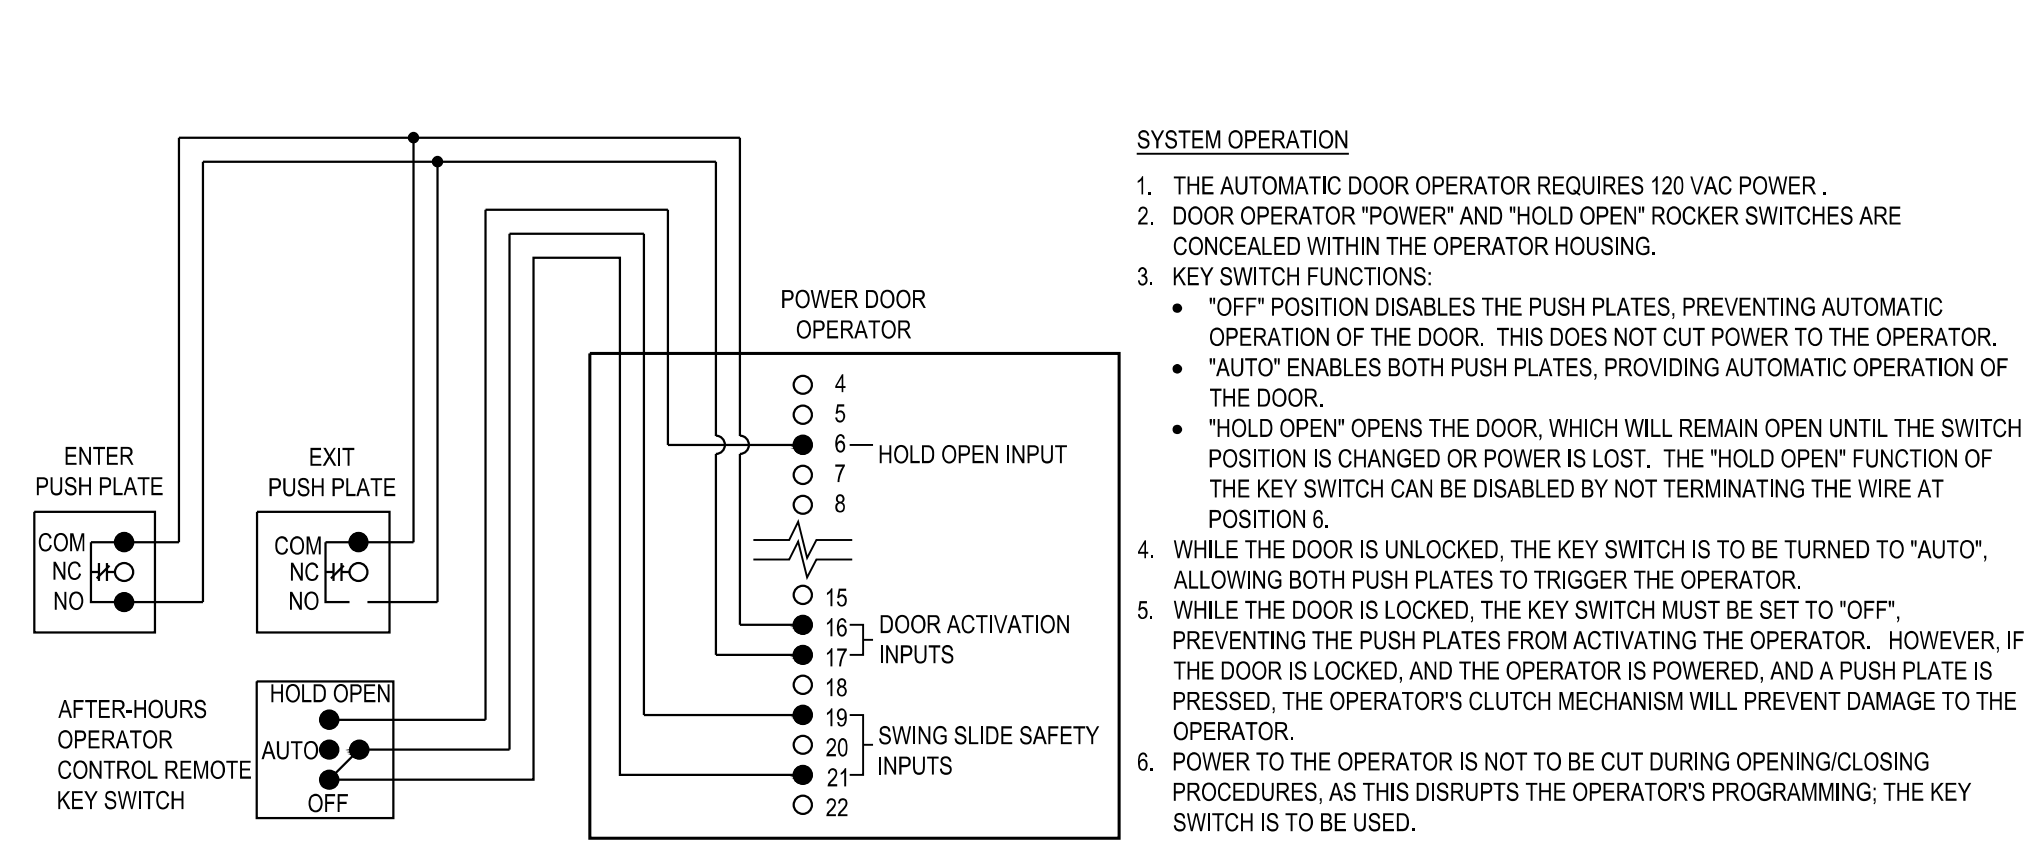 SYSTEM OPERATION
1. THE AUTOMATIC DOOR OPERATOR REQUIRES 120 VAC POWER .
2. DOOR OPERATOR "POWER" AND "HOLD OPEN" ROCKER SWITCHES ARE
CONCEALED WITHIN THE OPERATOR HOUSING.
3. KEY SWITCH FUNCTIONS:
• "OFF" POSITION DISABLES THE PUSH PLATES, PREVENTING AUTOMATIC
OPERATION OF THE DOOR. THIS DOES NOT CUT POWER TO THE OPERATOR.
• "AUTO" ENABLES BOTH PUSH PLATES, PROVIDING AUTOMATIC OPERATION OF
THE DOOR.
• "HOLD OPEN" OPENS THE DOOR, WHICH WILL REMAIN OPEN UNTIL THE SWITCH
POSITION IS CHANGED OR POWER IS LOST. THE "HOLD OPEN" FUNCTION OF
THE KEY SWITCH CAN BE DISABLED BY NOT TERMINATING THE WIRE AT
POSITION 6.
4. WHILE THE DOOR IS UNLOCKED, THE KEY SWITCH IS TO BE TURNED TO "AUTO",
ALLOWING BOTH PUSH PLATES TO TRIGGER THE OPERATOR.
5. WHILE THE DOOR IS LOCKED, THE KEY SWITCH MUST BE SET TO "OFF",
PREVENTING THE PUSH PLATES FROM ACTIVATING THE OPERATOR. HOWEVER, IF
THE DOOR IS LOCKED, AND THE OPERATOR IS POWERED, AND A PUSH PLATE IS
PRESSED, THE OPERATOR'S CLUTCH MECHANISM WILL PREVENT DAMAGE TO THE
OPERATOR.
6. POWER TO THE OPERATOR IS NOT TO BE CUT DURING OPENING/CLOSING
PROCEDURES, AS THIS DISRUPTS THE OPERATOR'S PROGRAMMING; THE KEY
SWITCH IS TO BE USED.
POWER DOOR
OPERATOR
4
5
6
HOLD OPEN INPUT
7
8
15
16
DOOR ACTIVATION
17
INPUTS
18
19
SWING SLIDE SAFETY
20
INPUTS
21
22
ENTER
PUSH PLATE
COM
NC
NO
EXIT
PUSH PLATE
COM
NC
NO
AFTER-HOURS
OPERATOR
CONTROL REMOTE
KEY SWITCH
HOLD OPEN
AUTO
OFF